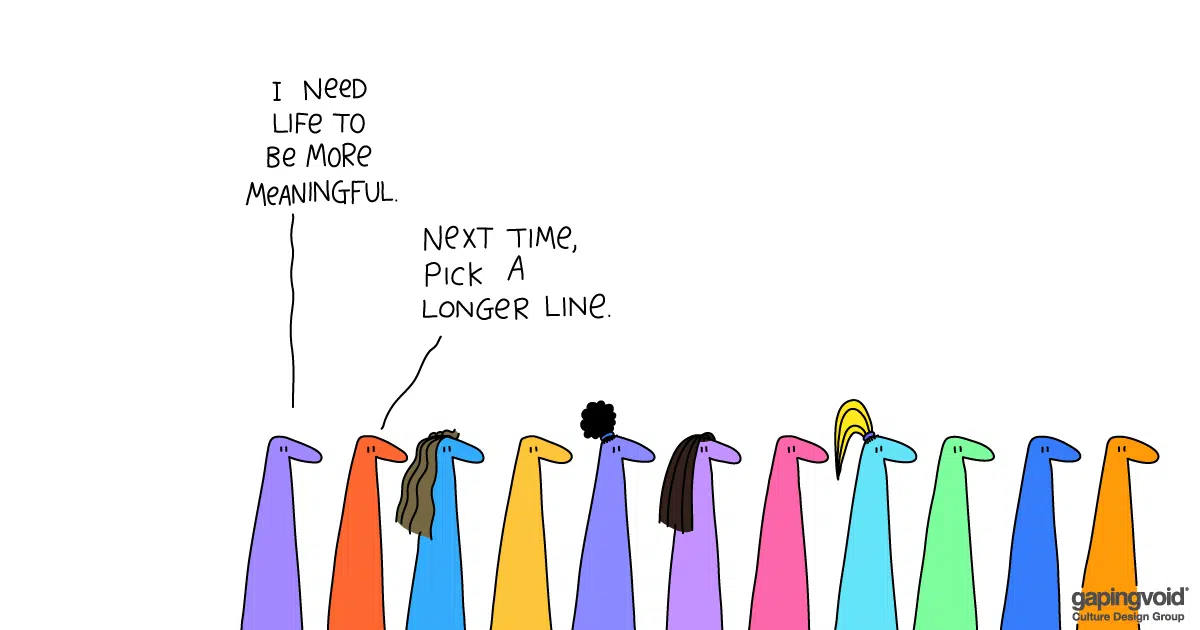 I NeeD
LIFe TO
Be MORe
MeANINGFUL.
NexT TIMe,
PICK A
LONGeR LINe.
gapingvoid®
Culture Design Group